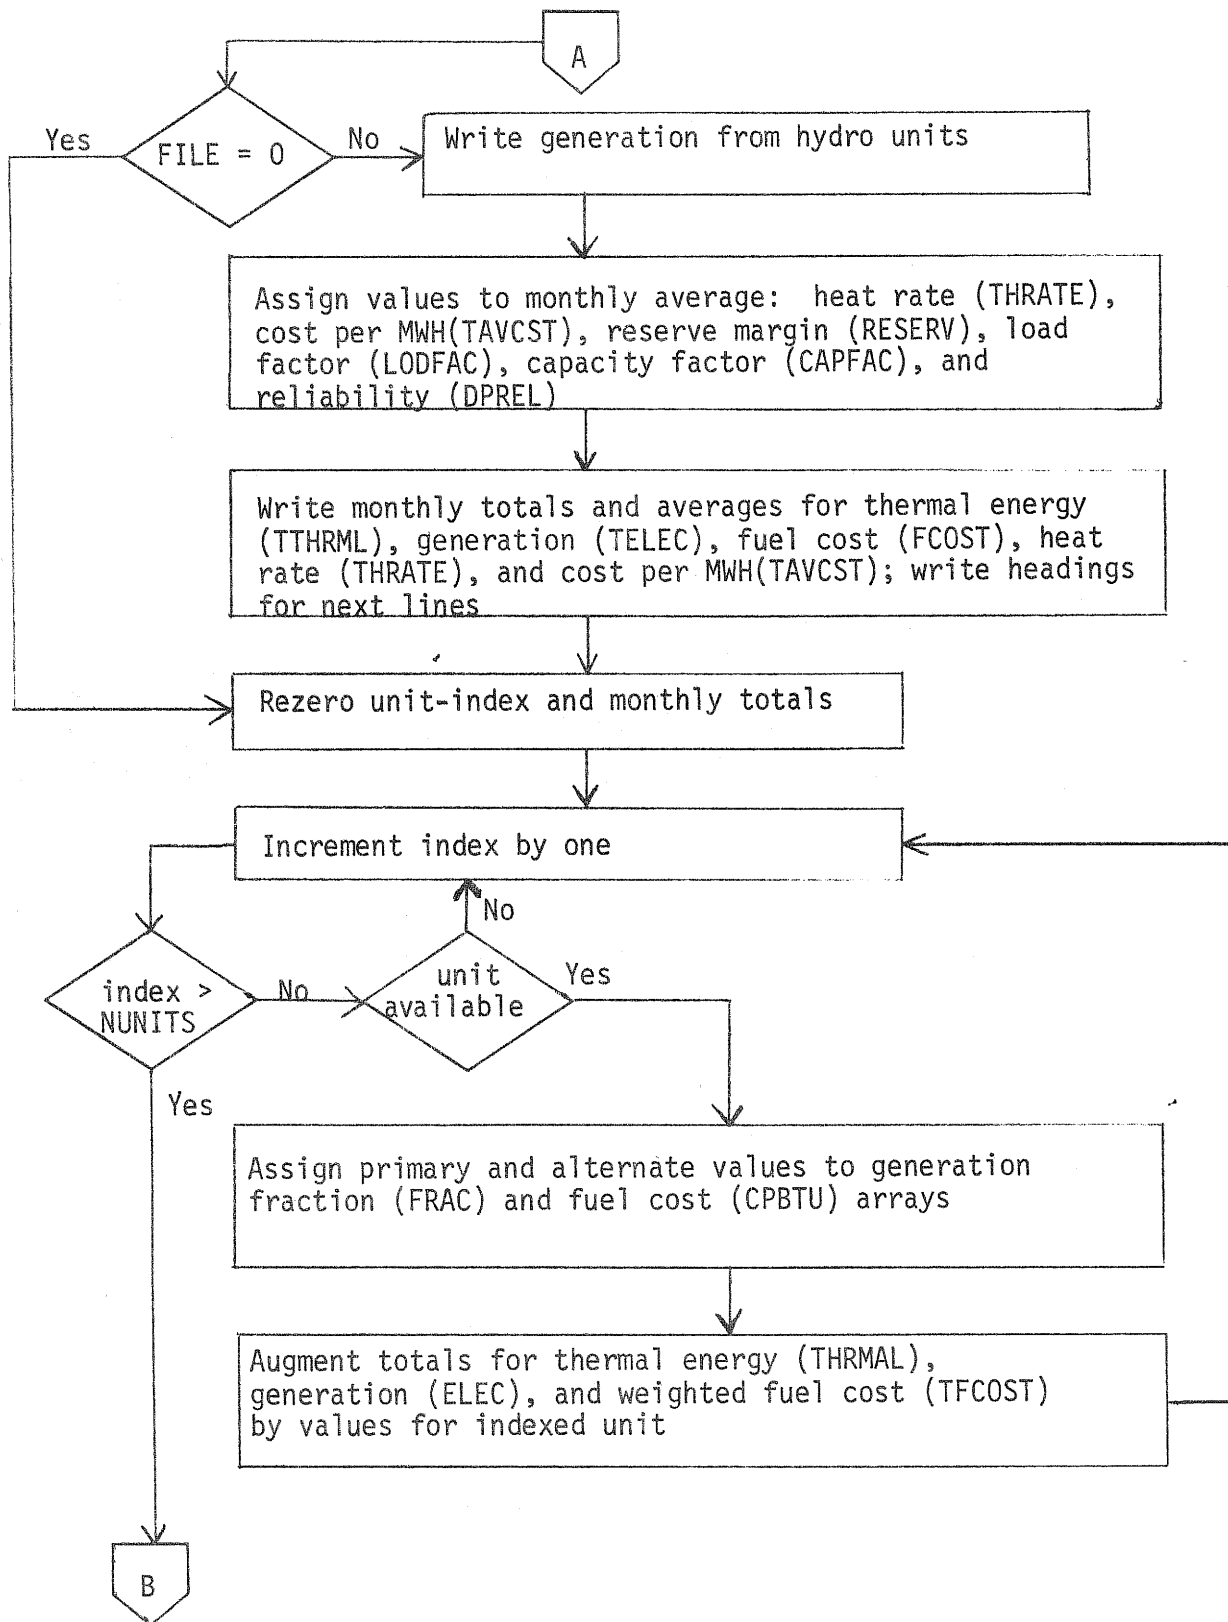 A
Yes
FILE = 0
No
Write generation from hydro units
Assign values to monthly average:  heat rate (THRATE),
cost per MWH(TAVCST), reserve margin (RESERV), load
factor (LODFAC), capacity factor (CAPFAC), and
reliability (DPREL)
Write monthly totals and averages for thermal energy
(TTHRML), generation (TELEC), fuel cost (FCOST), heat
rate (THRATE), and cost per MWH(TAVCST); write headings
for next lines
Rezero unit-index and monthly totals
Increment index by one
No
index >
NUNITS
No
unit
available
Yes
Yes
Assign primary and alternate values to generation
fraction (FRAC) and fuel cost (CPBTU) arrays
Augment totals for thermal energy (THRMAL),
generation (ELEC), and weighted fuel cost (TFCOST)
by values for indexed unit
B